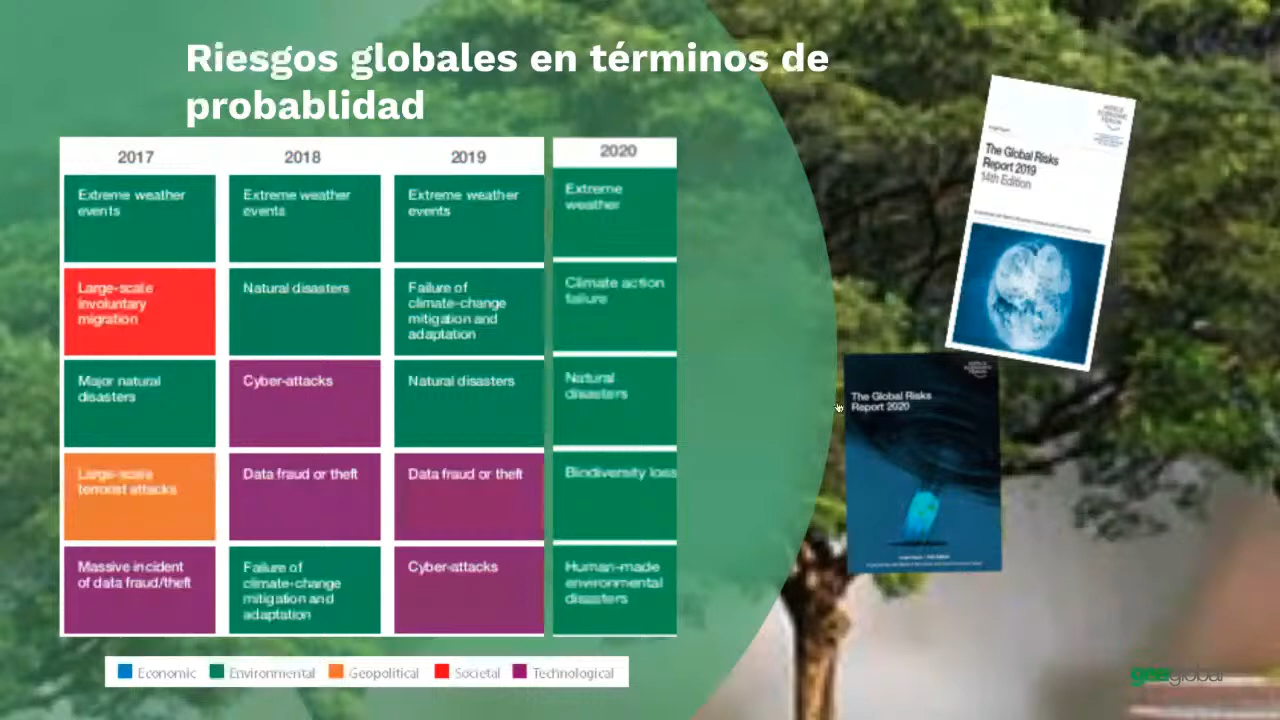 Riesgos globales en términos de
probablidad
2017
2018
2019
2020
Extreme weather
events
Extreme weather
events
Extreme weather
events
Extreme
weather
Large-scale
involuntary
migration
Natural disasters
Failure of
climate-change
mitigation and
adaptation
Climate action
failure
Major natural
disasters
Cyber-attacks
Natural disasters
Natural
disasters
Large-scale
terrorist attacks
Data fraud or theft
Data fraud or theft
Biodiversity loss
Massive incident
of data fraud/theft
Failure of
climate-change
mitigation and
adaptation
Cyber-attacks
Human-made
environmental
disasters
Economic Environmental Geopolitical Societal Technological
WORLD
ECONOMIC
FORUM
The Global Risks
Report 2019
14th Edition
The Global Risks
Report 2020